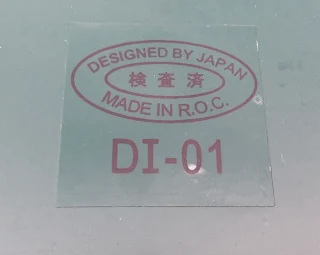 DESIGNED BY JAPAN
検査済
MADE IN R.O.C.
DI-01